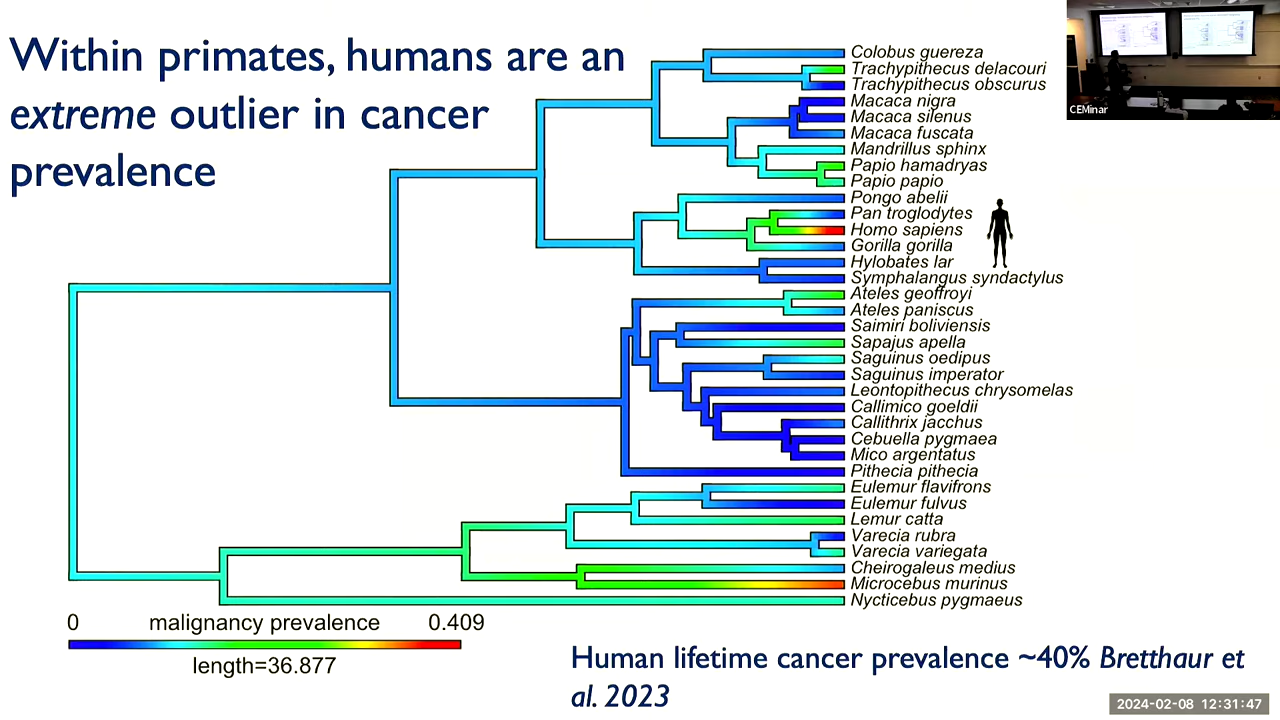 Within primates, humans are an
extreme outlier in cancer
prevalence
CEMinar
Colobus guereza
Trachypithecus delacouri
Trachypithecus obscurus
Macaca nigra
Macaca silenus
Macaca fuscata
Mandrillus sphinx
Papio hamadryas
Papio papio
Pongo abelii
Pan troglodytes
Homo sapiens
Gorilla gorilla
Hylobates lar
Symphalangus syndactylus
Ateles geoffroyi
Ateles paniscus
Saimiri boliviensis
Sapajus apella
Saguinus oedipus
Saguinus imperator
Leontopithecus chrysomelas
Callimico goeldii
Callithrix jacchus
Cebuella pygmaea
Mico argentatus
Pithecia pithecia
Eulemur flavifrons
Eulemur fulvus
Lemur catta
Varecia rubra
Varecia variegata
Cheirogaleus medius
Microcebus murinus
Nycticebus pygmaeus
0 malignancy prevalence 0.409
length=36.877
Human lifetime cancer prevalence ~40% Bretthaur et
al. 2023
2024-02-08 12:31:47